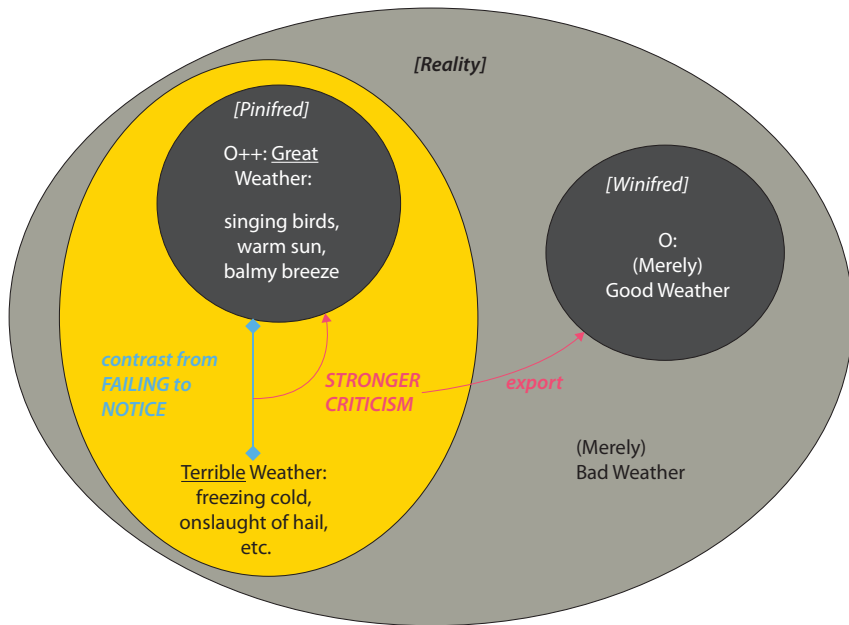 [Reality]
[Pinifred]
O++: Great
Weather:
singing birds,
warm sun,
balmy breeze
[Winifred]
O:
(Merely)
Good Weather
contrast from
FAILING to
NOTICE
STRONGER
CRITICISM
export
(Merely)
Bad Weather
Terrible Weather:
freezing cold,
onslaught of hail,
etc.